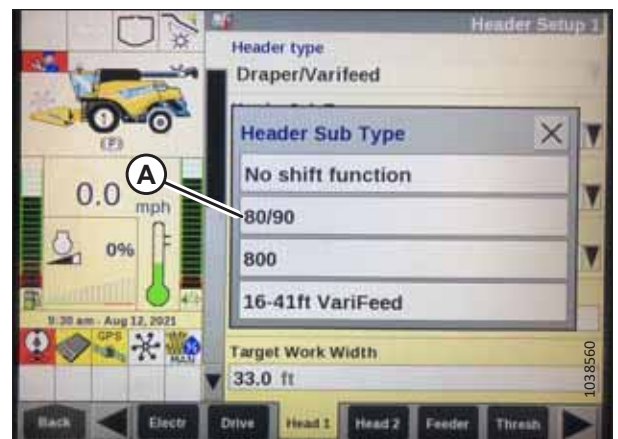 Header Setup 1
Header type
Draper/Varifeed
Header Sub Type
No shift function
80/90
800
16-41ft VariFeed
A
(P)
0.0 mph
0%
9:30 am - Aug 12, 2021
GPS
Target Work Width
33.0 ft
1038560
Back
Electr
Drive
Head 1
Head 2
Feeder
Thresh